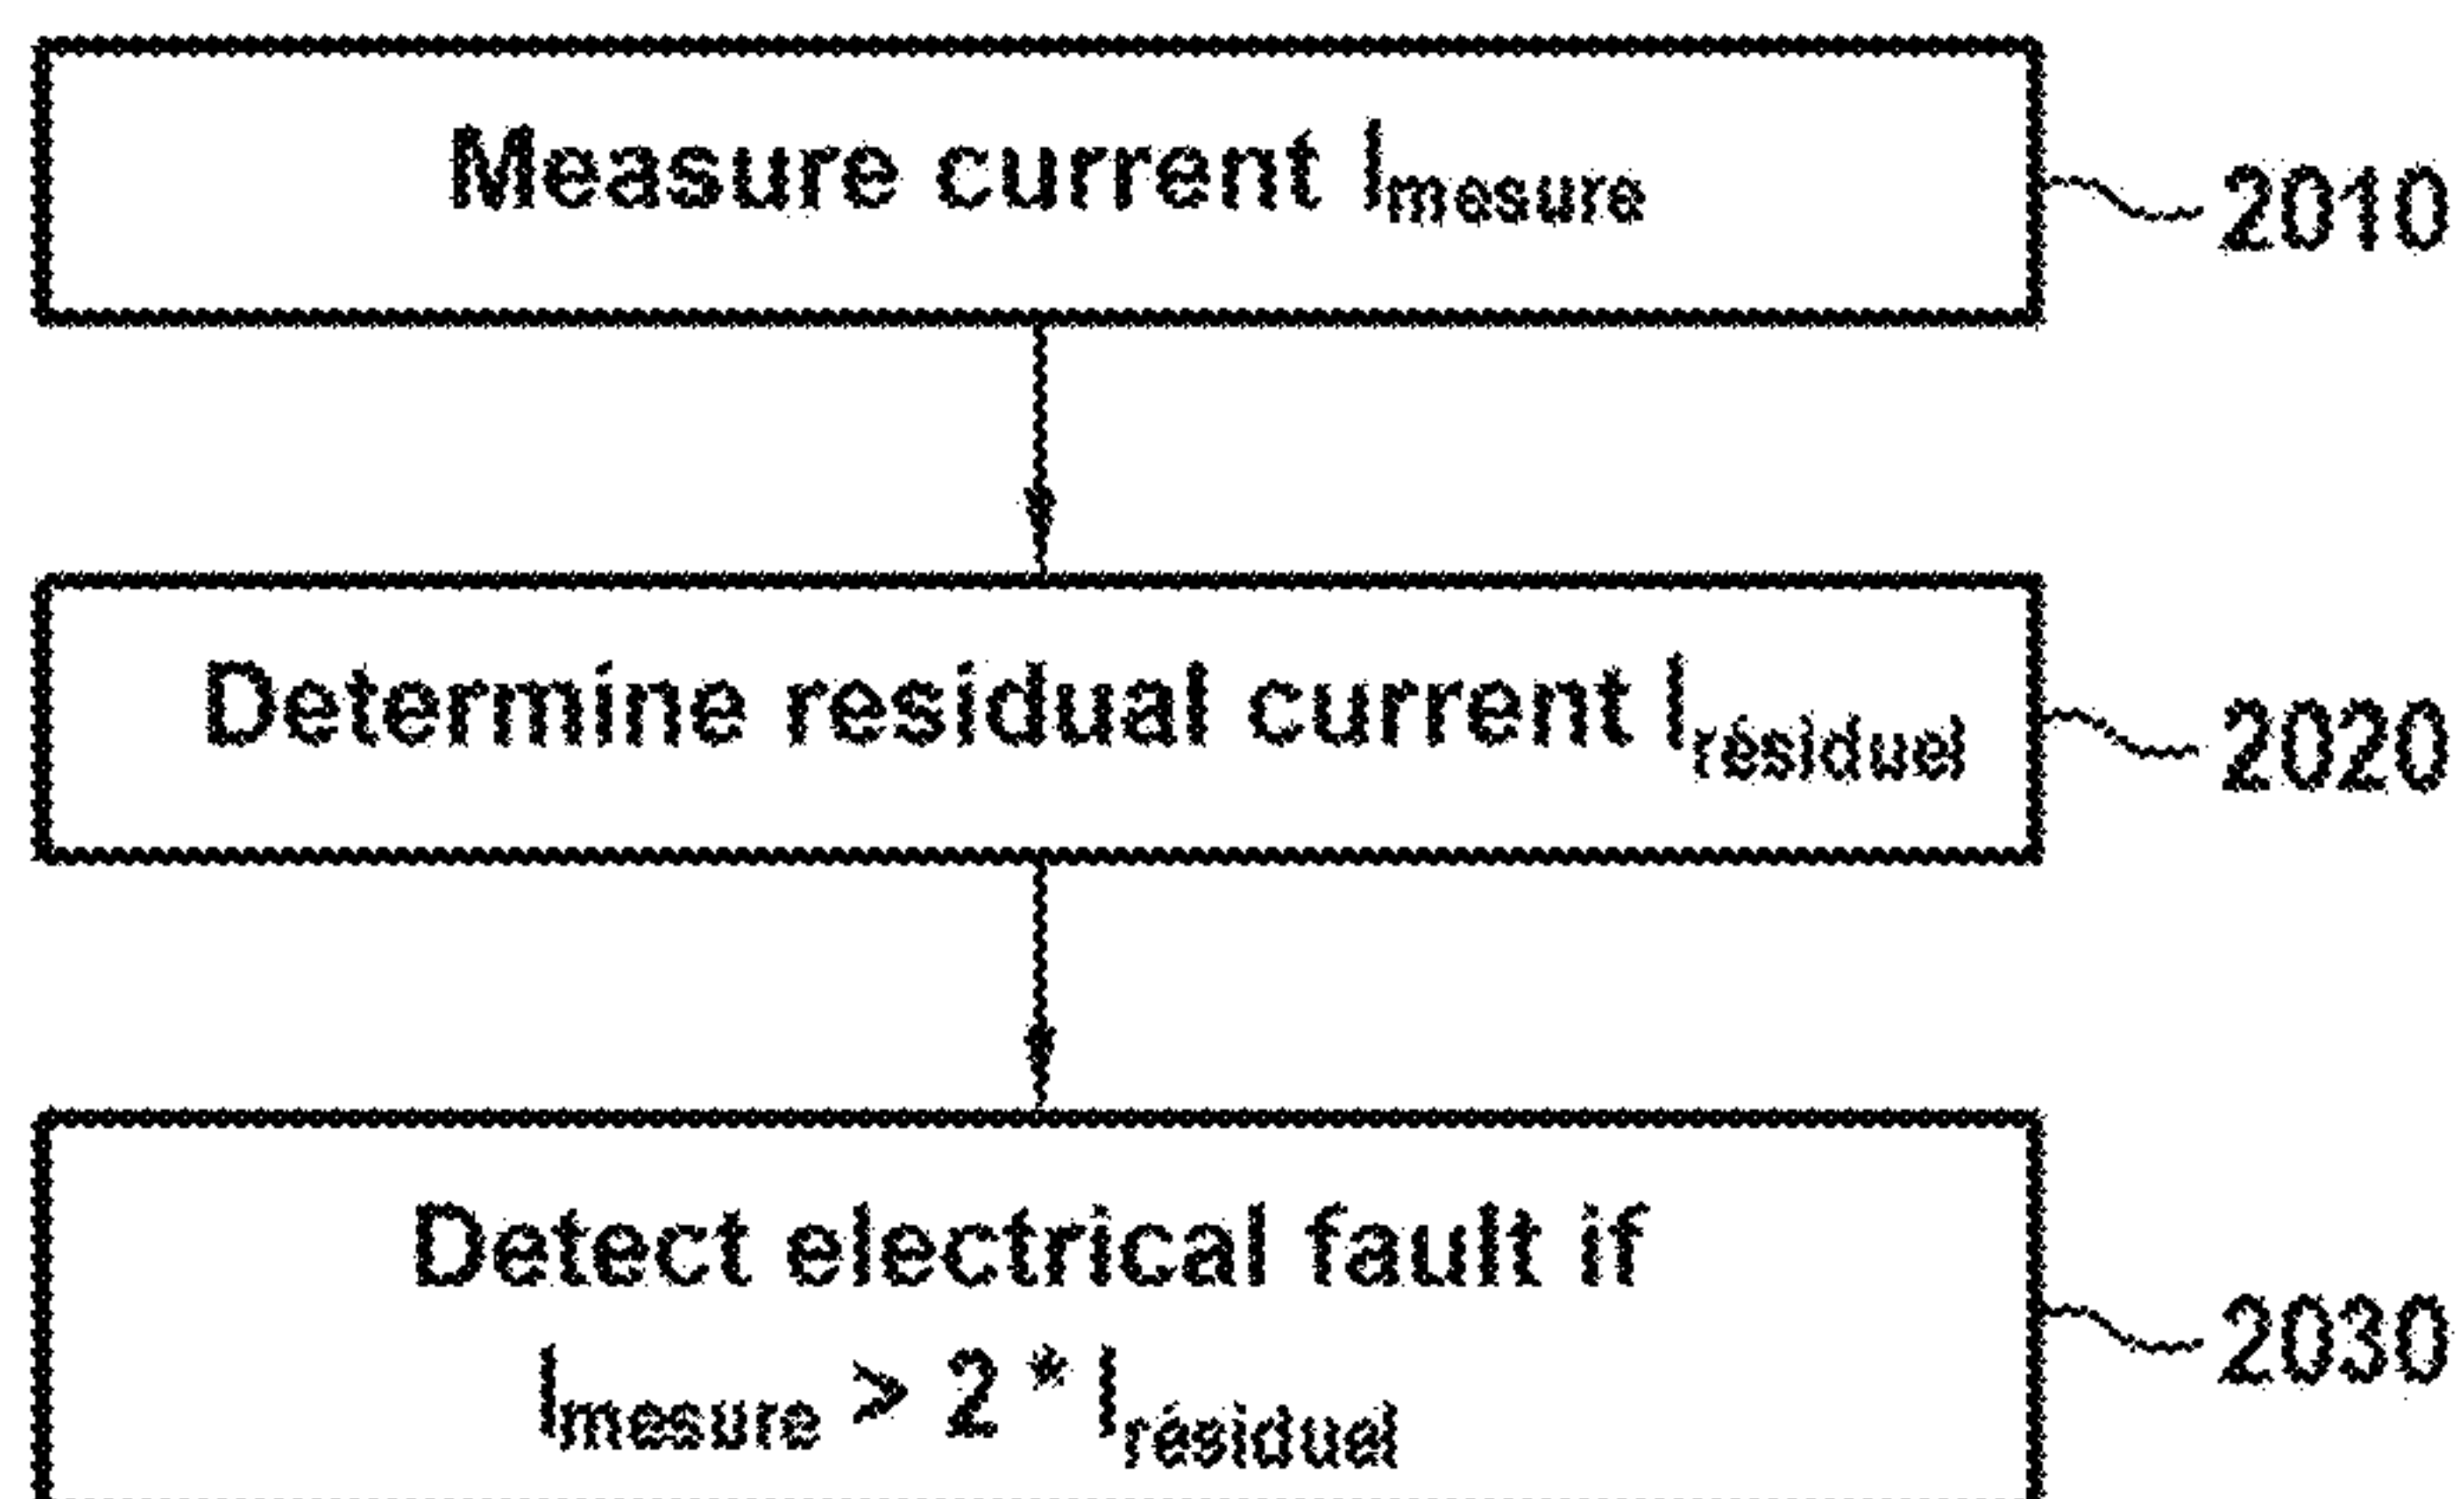 Measure current Imesure
2010
Determine residual current Irésiduel
2020
Detect electrical fault if
Imesure > 2 * Irésiduel
2030